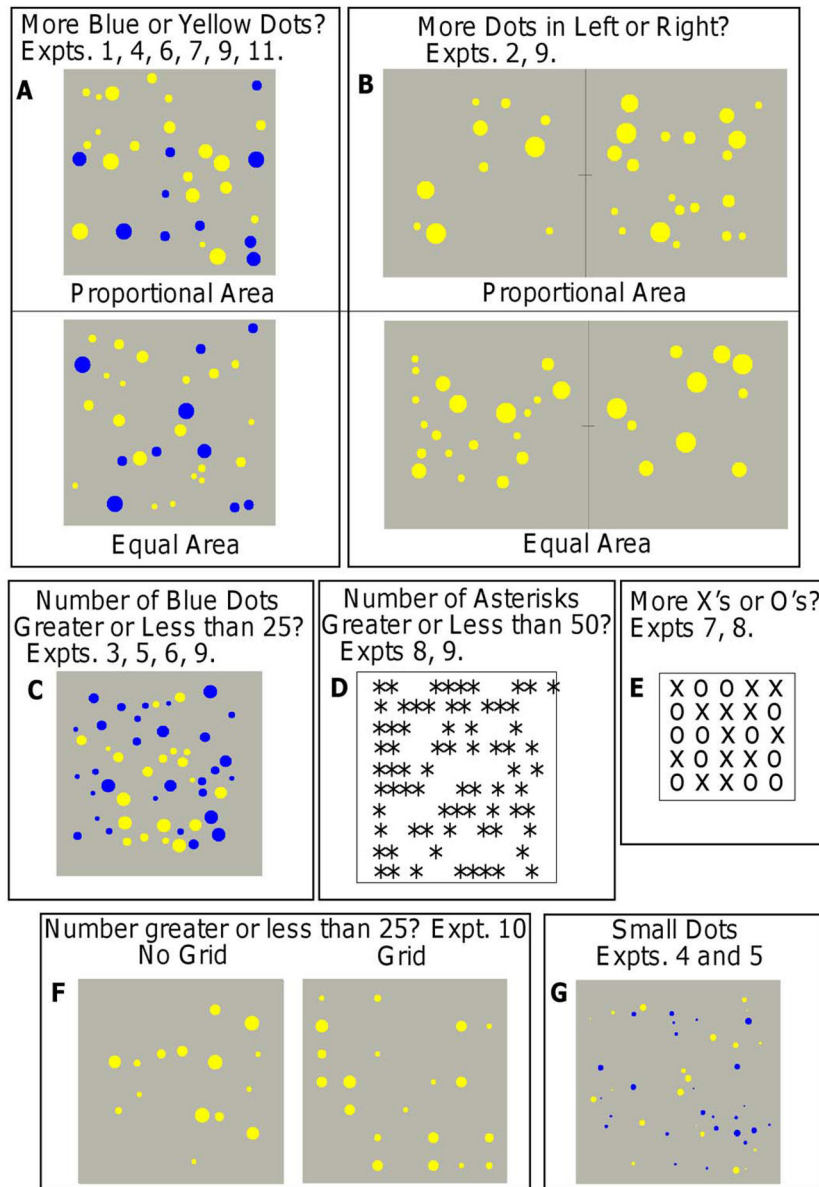 More Blue or Yellow Dots?
Expts. 1, 4, 6, 7, 9, 11.
A
Proportional Area
Equal Area
More Dots in Left or Right?
Expts. 2, 9.
B
Proportional Area
Equal Area
Number of Blue Dots
Greater or Less than 25?
Expts. 3, 5, 6, 9.
C
Number of Asterisks
Greater or Less than 50?
Expts 8, 9.
D
** **** ** *
* *** ** ***
*** * * *
** ** * ** *
*** * * *
**** ** * *
* *** * **
* ** * ** *
** * *
** * **** *
More X's or O's?
Expts 7, 8.
E
X O O X X
O X X X O
O O X O X
X O X X O
O X X O O
Number greater or less than 25? Expt. 10
No Grid
Grid
F
Small Dots
Expts. 4 and 5
G